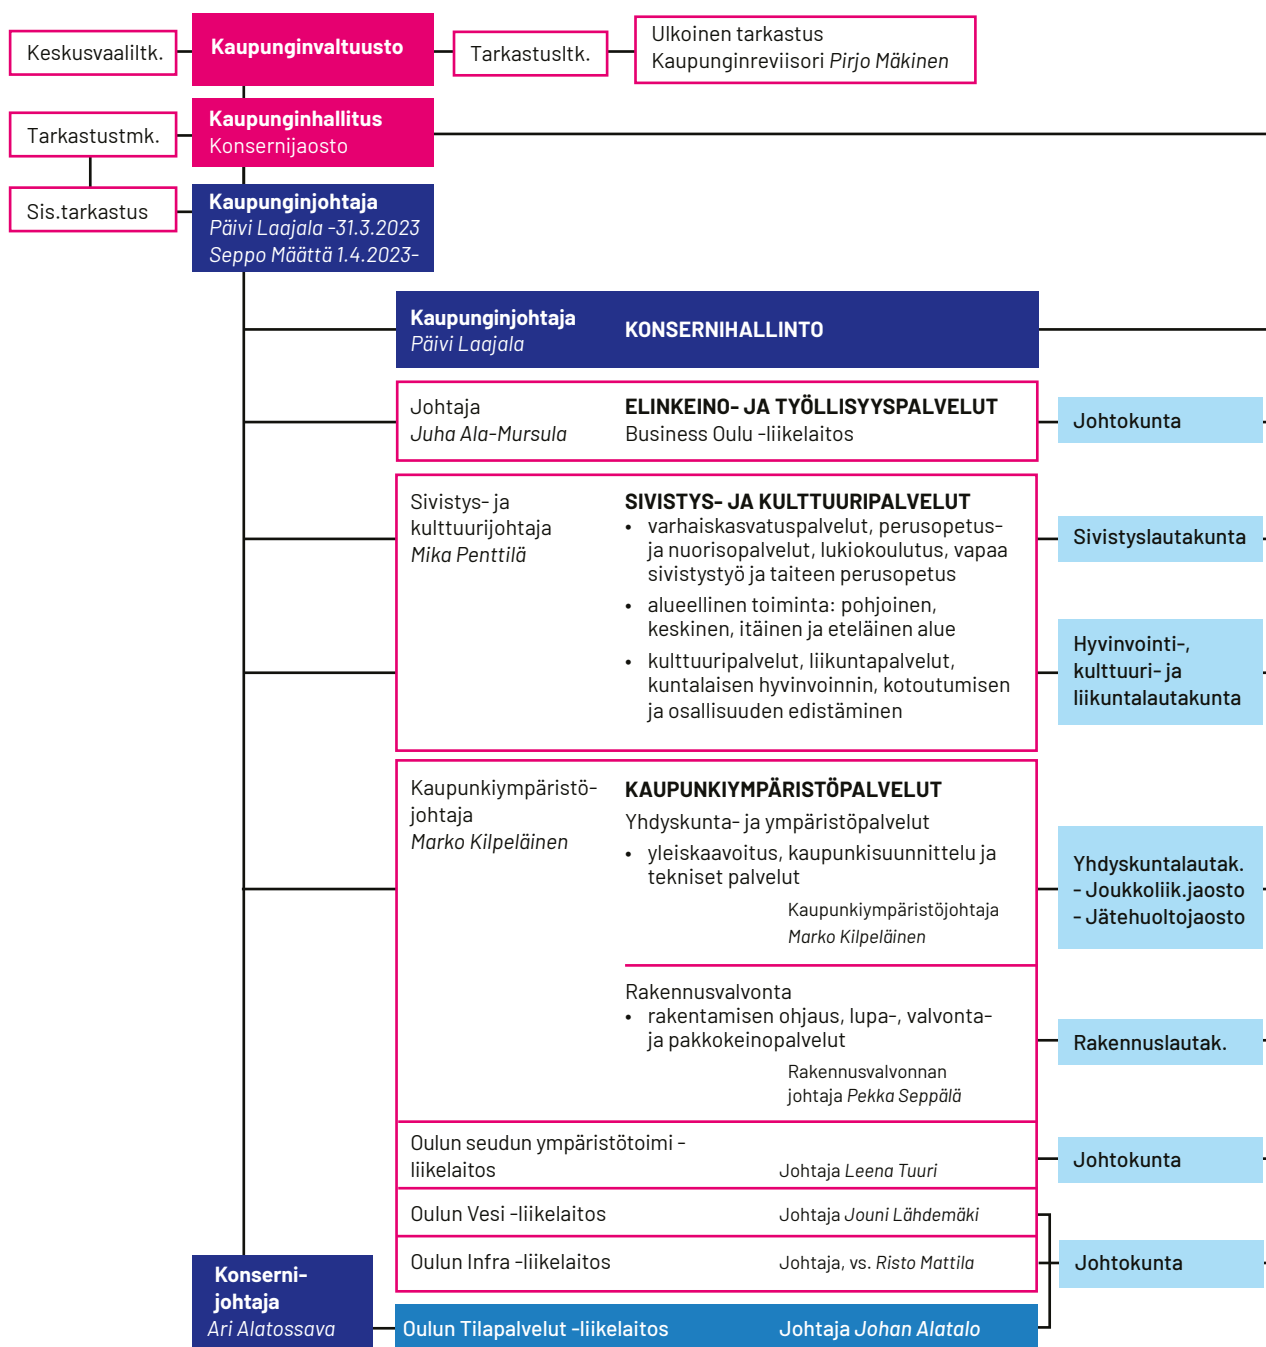 Keskusvaaliltk.
Kaupunginvaltuusto
Tarkastusltk.
Ulkoinen tarkastus
Kaupunginreviisori Pirjo Mäkinen
Tarkastustmk.
Kaupunginhallitus
Konsernijaosto
Sis.tarkastus
Kaupunginjohtaja
Päivi Laajala -31.3.2023
Seppo Määttä 1.4.2023-
Kaupunginjohtaja
Päivi Laajala
KONSERNIHALLINTO
Johtaja
Juha Ala-Mursula
ELINKEINO- JA TYÖLLISYYSPALVELUT
Business Oulu -liikelaitos
Johtokunta
Sivistys- ja
kulttuurijohtaja
Mika Penttilä
SIVISTYS- JA KULTTUURIPALVELUT
• varhaiskasvatuspalvelut, perusopetus-
ja nuorisopalvelut, lukiokoulutus, vapaa
sivistystyö ja taiteen perusopetus
• alueellinen toiminta: pohjoinen,
keskinen, itäinen ja eteläinen alue
• kulttuuripalvelut, liikuntapalvelut,
kuntalaisen hyvinvoinnin, kotoutumisen
ja osallisuuden edistäminen
Sivistyslautakunta
Hyvinvointi-,
kulttuuri- ja
liikuntalautakunta
Kaupunkiympäristö-
johtaja
Marko Kilpeläinen
KAUPUNKIYMPÄRISTÖPALVELUT
Yhdyskunta- ja ympäristöpalvelut
• yleiskaavoitus, kaupunkisuunnittelu ja
tekniset palvelut
Kaupunkiympäristöjohtaja
Marko Kilpeläinen
Yhdyskuntalautak.
- Joukkoliik.jaosto
- Jätehuoltojaosto
Rakennusvalvonta
• rakentamisen ohjaus, lupa-, valvonta-
ja pakkokeinopalvelut
Rakennusvalvonnan
johtaja Pekka Seppälä
Rakennuslautak.
Oulun seudun ympäristötoimi -
liikelaitos
Johtaja Leena Tuuri
Johtokunta
Oulun Vesi -liikelaitos
Johtaja Jouni Lähdemäki
Oulun Infra -liikelaitos
Johtaja, vs. Risto Mattila
Johtokunta
Konserni-
johtaja
Ari Alatossava
Oulun Tilapalvelut -liikelaitos
Johtaja Johan Alatalo